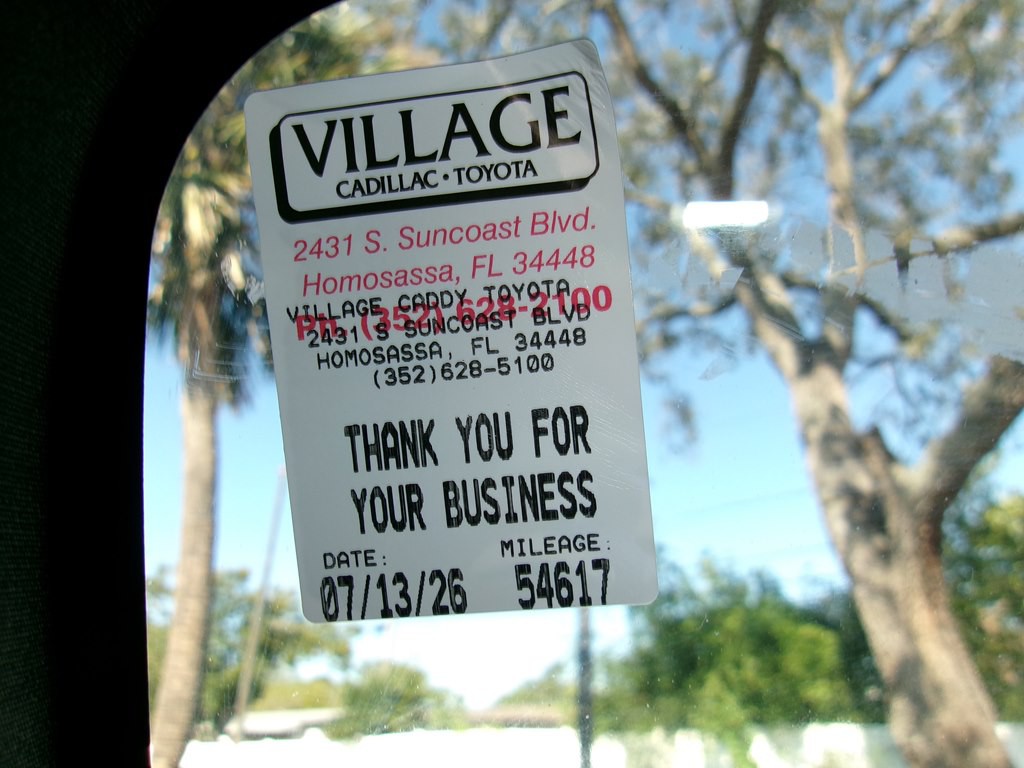 VILLAGE
CADILLAC • TOYOTA
2431 S. Suncoast Blvd.
Homosassa, FL 34448
VILLAGE CADDY TOYOTA
Ph. (352) 628-2100
2431 S SUNCOAST BLVD
HOMOSASSA, FL 34448
(352)628-5100
THANK YOU FOR
YOUR BUSINESS
DATE: MILEAGE:
07/13/26 54617